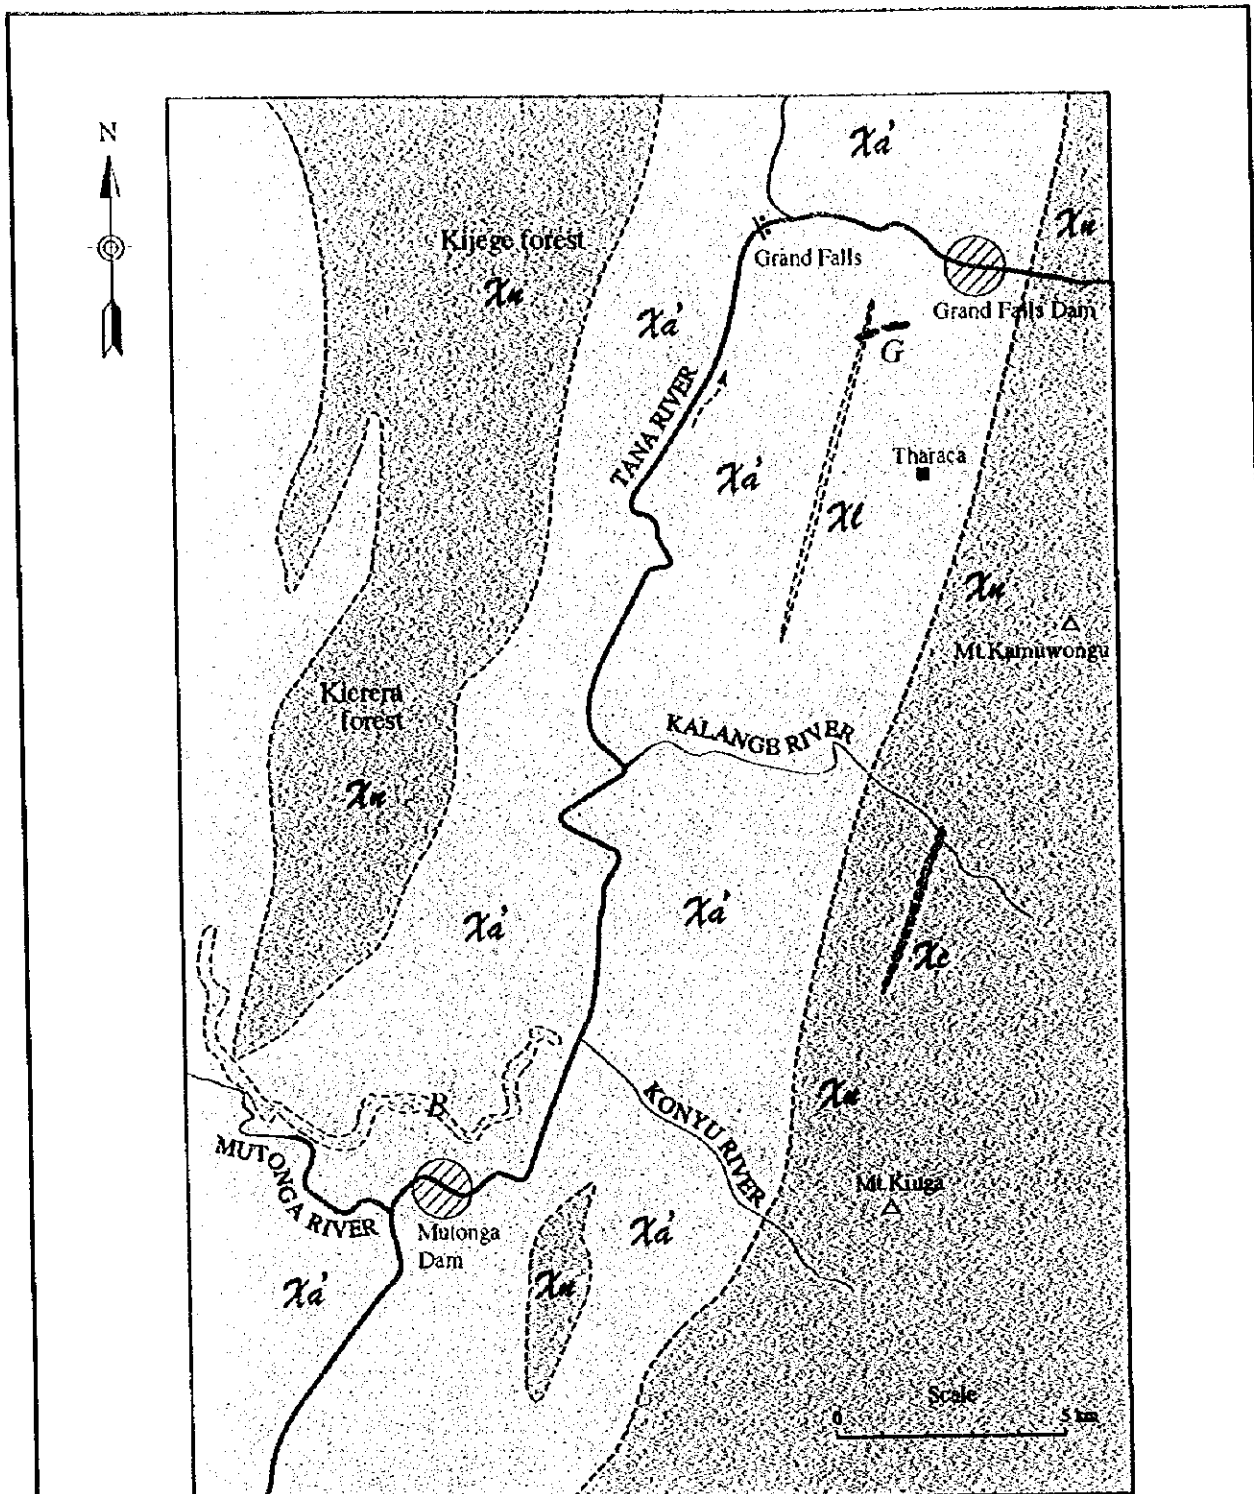 N
Xa'
Xn
Kijege forest
Grand Falls
Xn
Grand Falls Dam
Xa'
G
TANA RIVER
Tharaca
Xa'
Xl
Xn
Mt.Kamuwongu
Kierera
forest
KALANGE RIVER
Xn
Xa'
Xa'
Xc
B
KONYU RIVER
Xn
MUTONGA RIVER
Mt.Kiuga
Mutonga
Dam
Xa'
Xa'
Xn
Scale
0
5 km